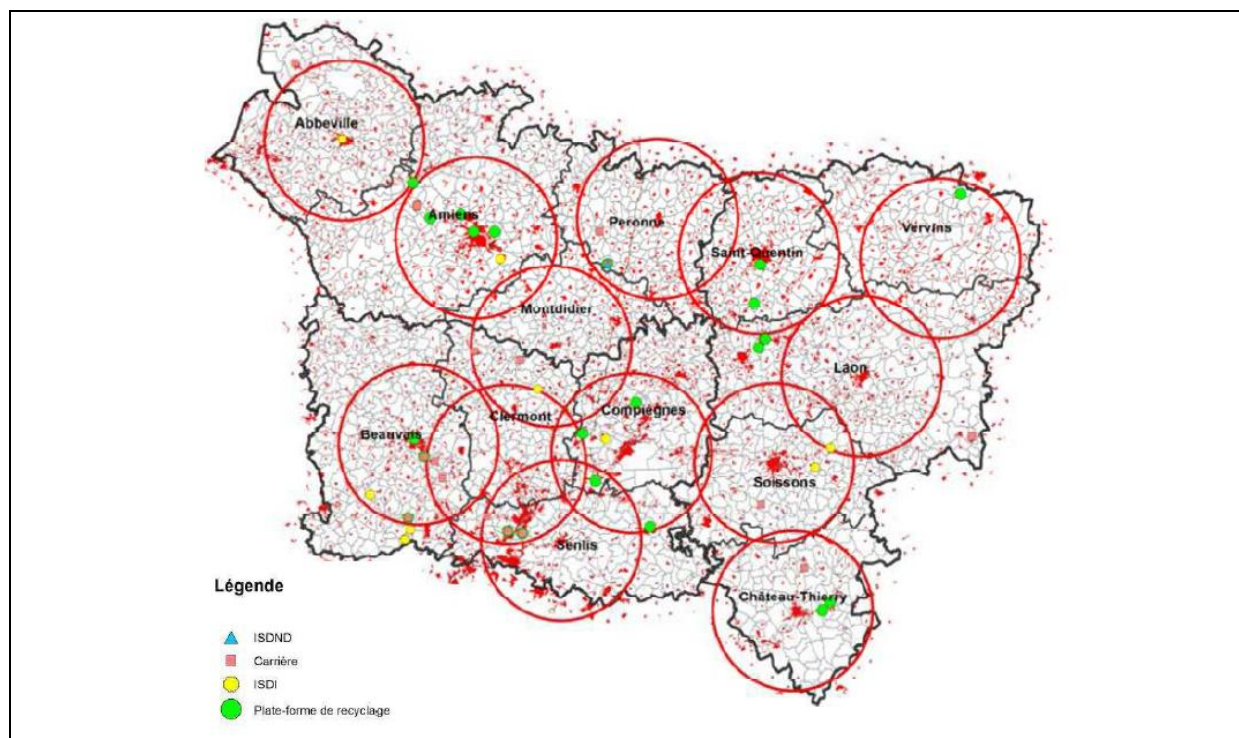 Abbeville
Amiens
Peronne
Saint-Quentin
Vervins
Montdidier
Laon
Clermont
Compiègnes
Beauvais
Soissons
Senlis
Château-Thierry
Légende
ISDND
Carrière
ISDI
Plate-forme de recyclage